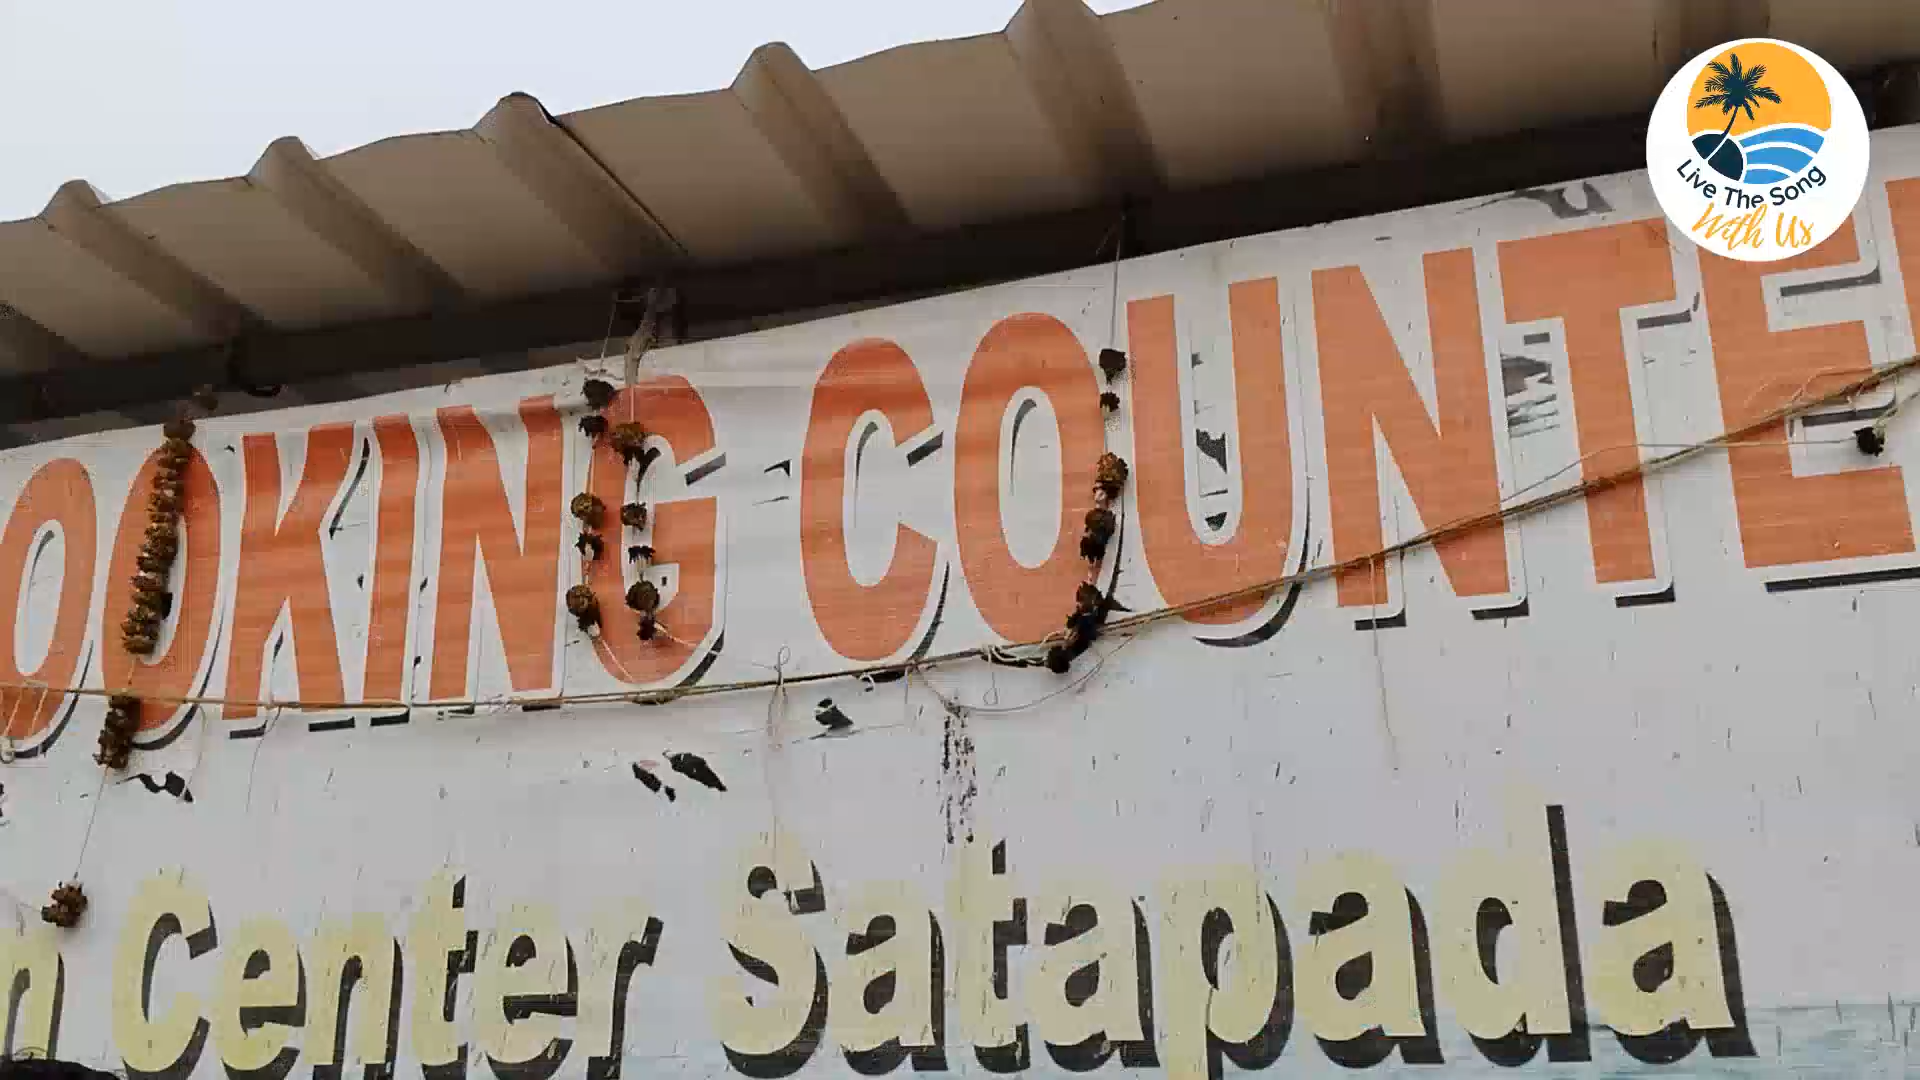 OOKING COUNTE
n Center Satapada
Live The Song
With Us